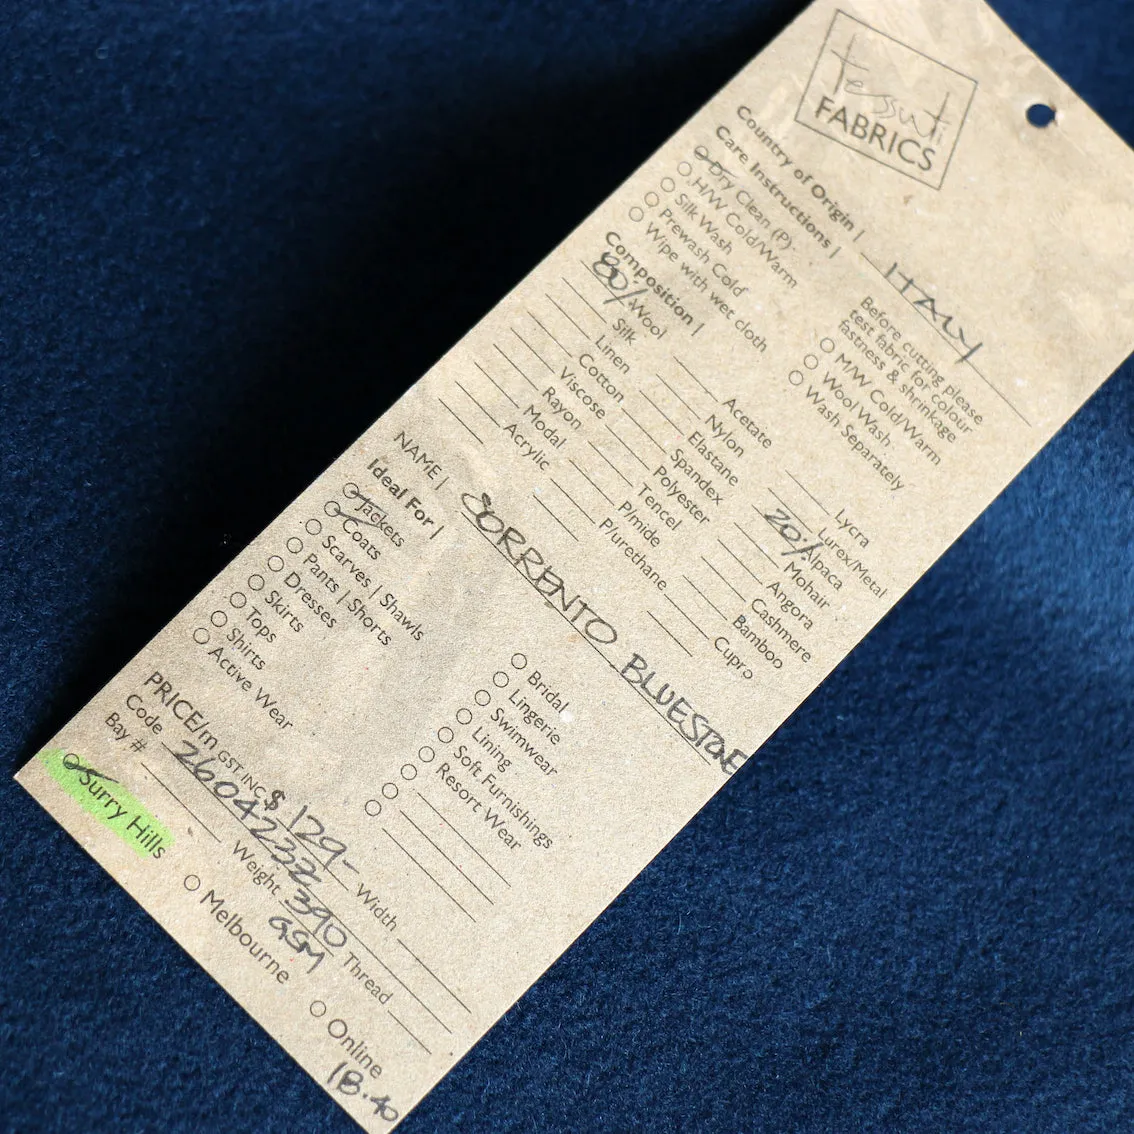 tessuti
FABRICS
Country of Origin | ITALY
Care Instructions |
Dry Clean (P)
H/W Cold/Warm
Silk Wash
Prewash Cold
Wipe with wet cloth
Before cutting please
test fabric for colour
fastness & shrinkage
M/W Cold/Warm
Wool Wash
Wash Separately
Composition |
80% Wool
Silk
Linen
Cotton
Viscose
Rayon
Modal
Acrylic
Acetate
Nylon
Elastane
Spandex
Polyester
Tencel
P/mide
P/urethane
Lycra
Lurex/Metal
20% Alpaca
Mohair
Angora
Cashmere
Bamboo
Cupro
NAME | SORRENTO BLUESTONE
Ideal For |
Jackets
Coats
Scarves | Shawls
Pants | Shorts
Dresses
Skirts
Tops
Shirts
Active Wear
Bridal
Lingerie
Swimwear
Lining
Soft Furnishings
Resort Wear
PRICE/m GST INC $ 129- Width
Code 2604232 
Bay # Weight 390 GSM Thread
Surry Hills Melbourne Online
1B.40